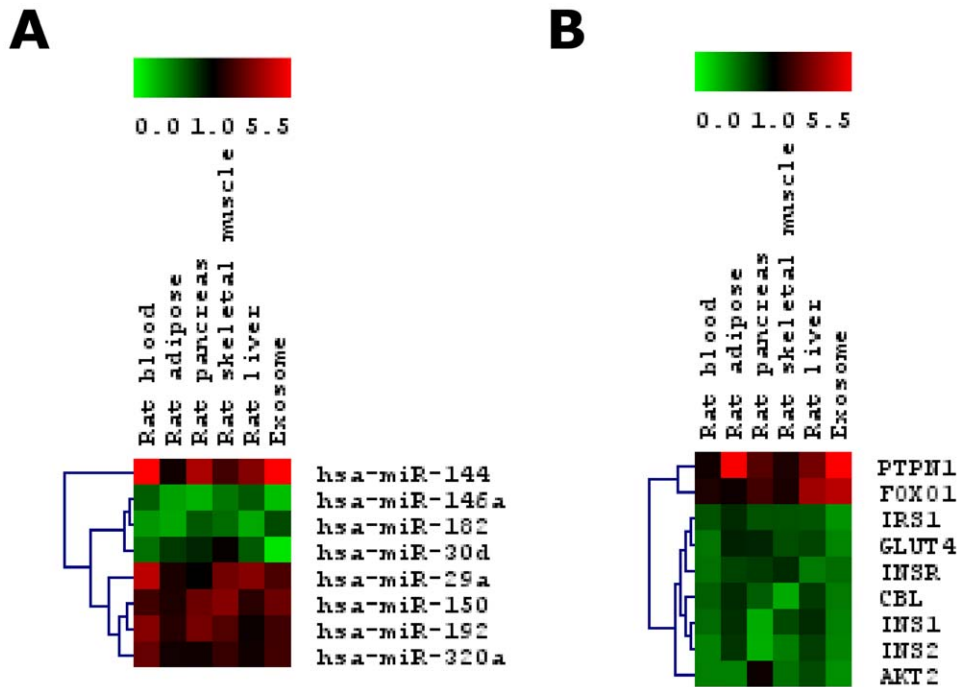 A
0.0 1.0 5.5
Rat blood
Rat adipose
Rat pancreas
Rat skeletal muscle
Rat liver
Exosome
hsa-miR-144
hsa-miR-146a
hsa-miR-182
hsa-miR-30d
hsa-miR-29a
hsa-miR-150
hsa-miR-192
hsa-miR-320a
B
0.0 1.0 5.5
Rat blood
Rat adipose
Rat pancreas
Rat skeletal muscle
Rat liver
Exosome
PTPN1
FOXO1
IRS1
GLUT4
INSR
CBL
INS1
INS2
AKT2